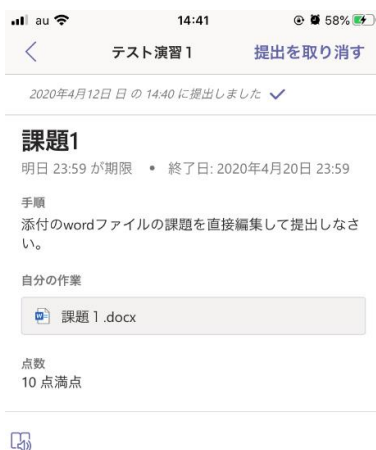 au 14:41 58%
テスト演習1 提出を取り消す
2020年4月12日 日 の 14:40 に提出しました
課題1
明日 23:59 が期限 • 終了日: 2020年4月20日 23:59
手順
添付のwordファイルの課題を直接編集して提出しなさ
い。
自分の作業
課題1.docx
点数
10 点満点